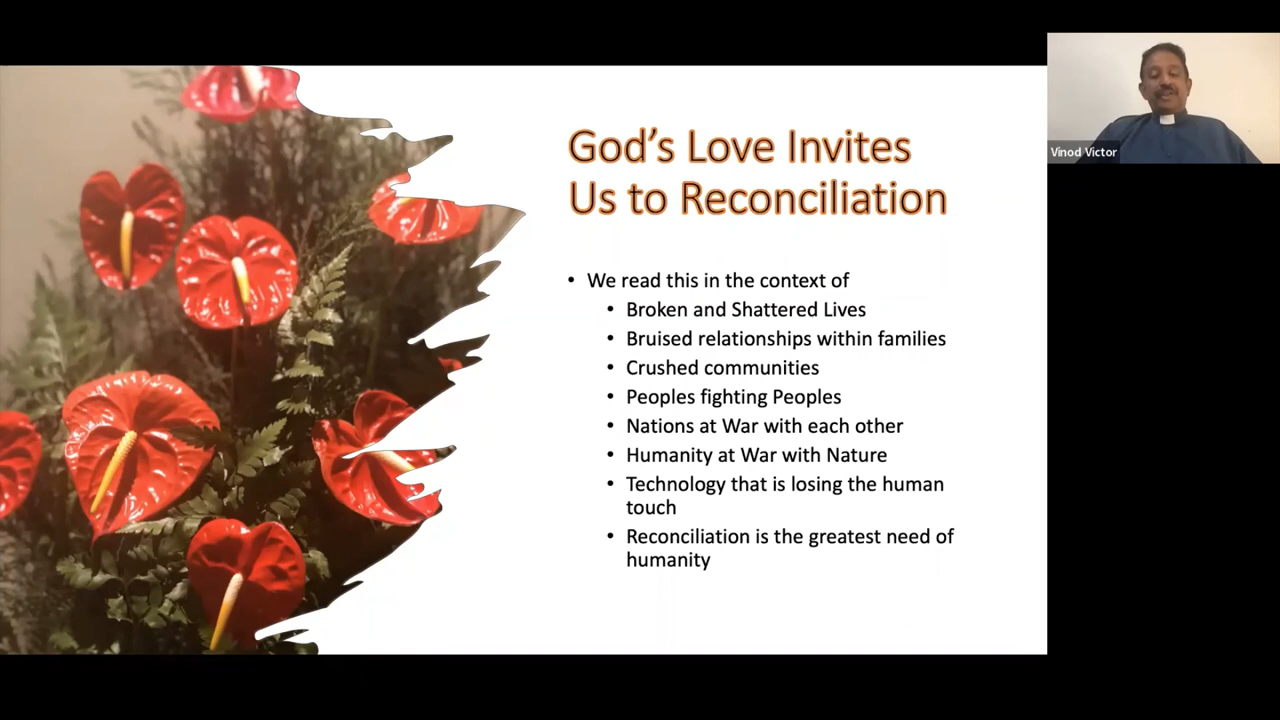 God's Love Invites
Us to Reconciliation
• We read this in the context of
• Broken and Shattered Lives
• Bruised relationships within families
• Crushed communities
• Peoples fighting Peoples
• Nations at War with each other
• Humanity at War with Nature
• Technology that is losing the human
touch
• Reconciliation is the greatest need of
humanity
Vinod Victor